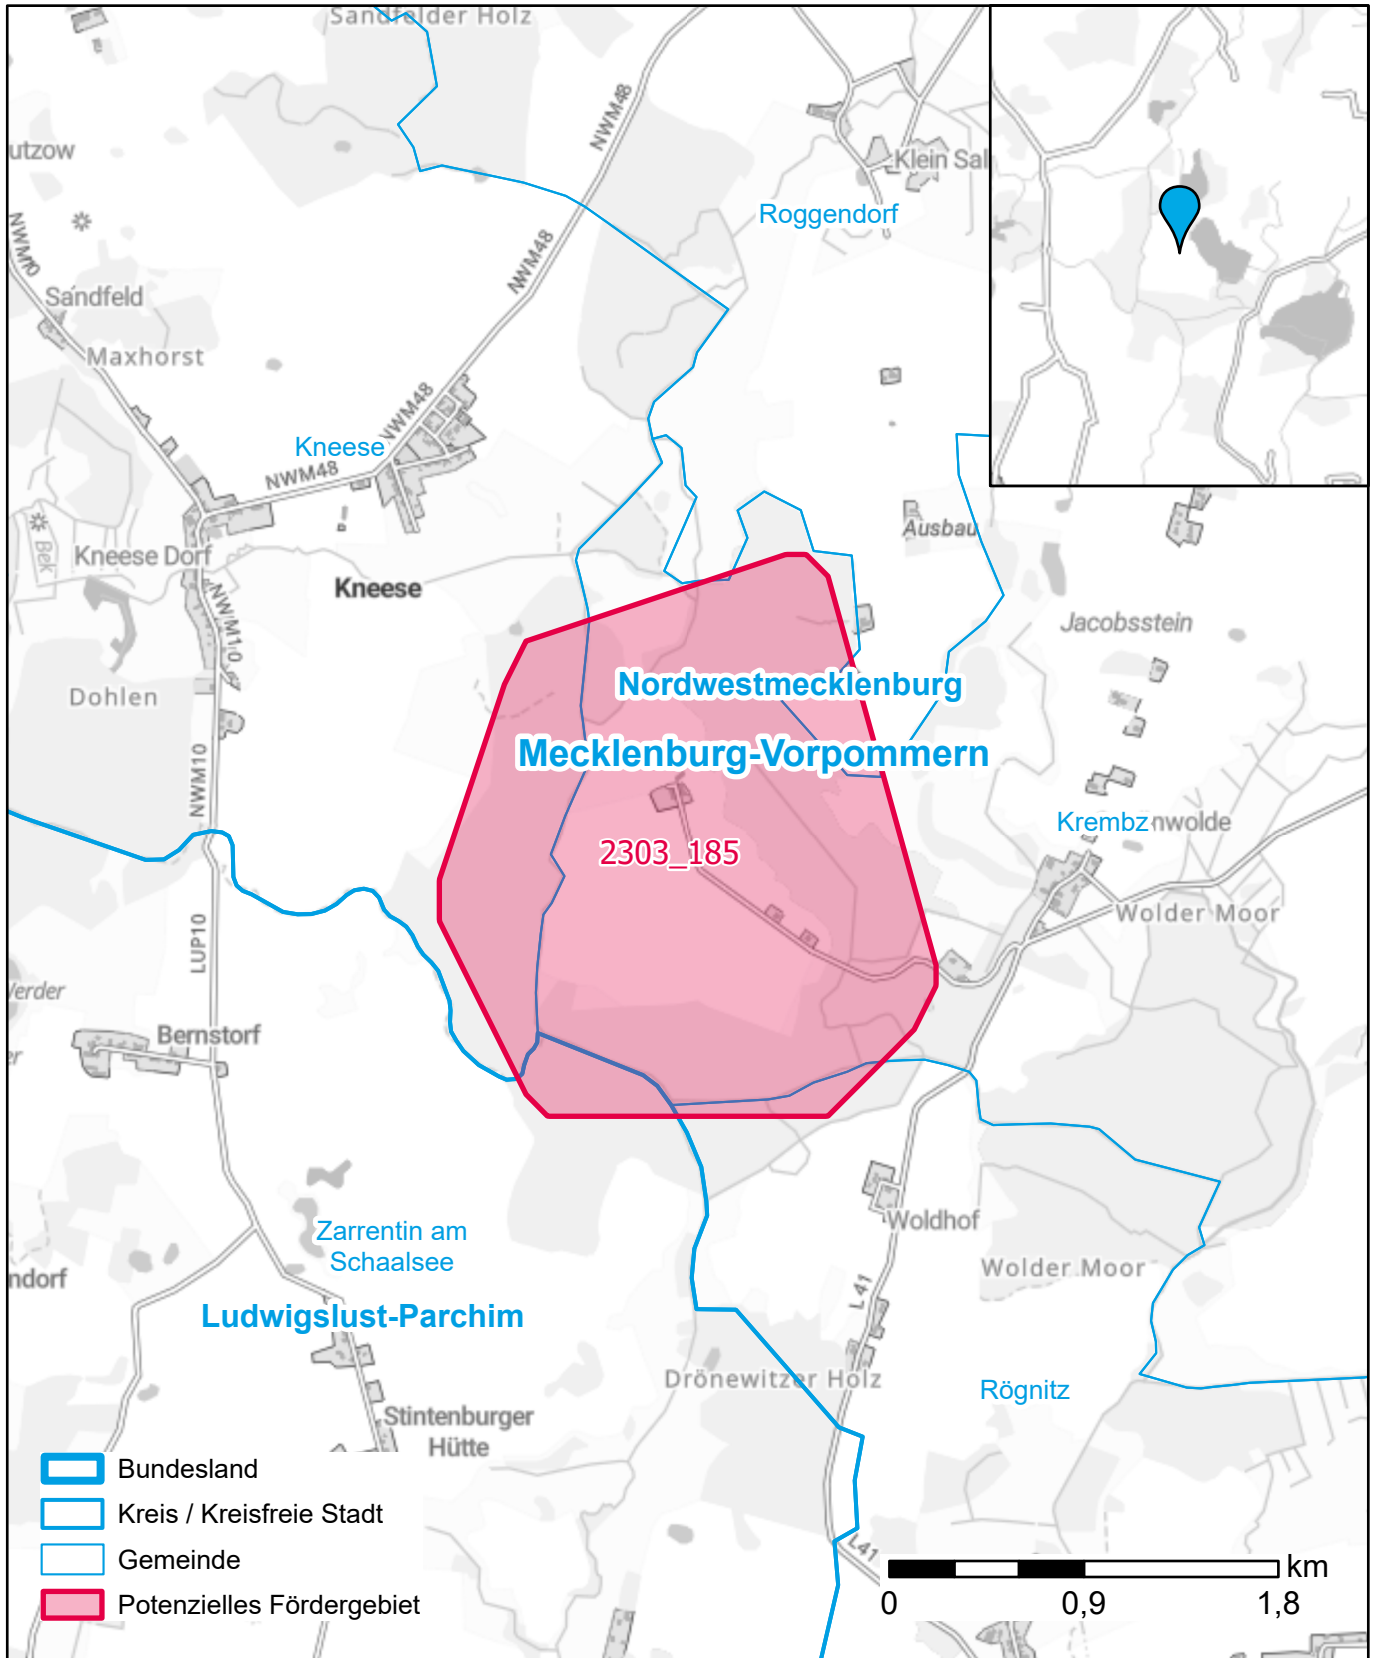 Sandfelder Holz
NWM48
utzow
Klein Sal
Roggendorf
NWM10
NWM48
Sandfeld
Maxhorst
NWM48
Kneese
NWM48
Ausbau
Bek
Kneese Dorf
Kneese
NWM10
Jacobsstein
Nordwestmecklenburg
Dohlen
Mecklenburg-Vorpommern
NWM10
Krembz
nwolde
2303_185
Wolder Moor
LUP10
Bernstorf
Woldhof
Zarrentin am
Schaalsee
Wolder Moor
ndorf
L 41
Ludwigslust-Parchim
Drönewitzer Holz
Rögnitz
Stintenburger
Hütte
Bundesland
Kreis / Kreisfreie Stadt
Gemeinde
Potenzielles Fördergebiet
L41
km
0 0,9 1,8